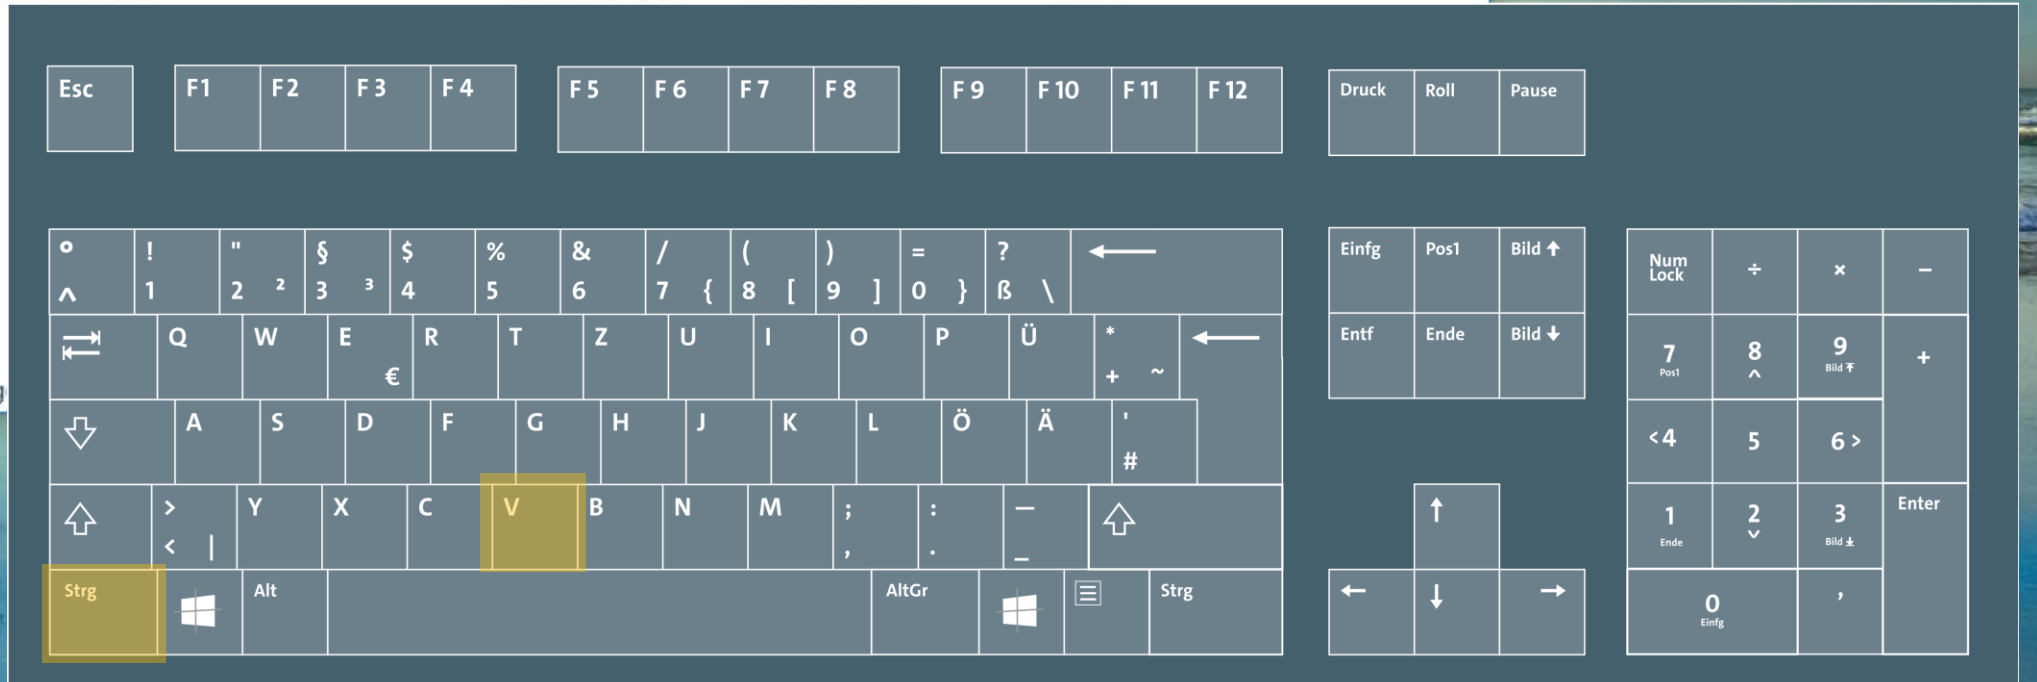 Esc F1 F2 F3 F4 F5 F6 F7 F8 F9 F10 F11 F12 Druck Roll Pause
° ! " § $ % & / ( ) = ?
^ 1 2 ² 3 ³ 4 5 6 7 { 8 [ 9 ] 0 } ß \
Einfg Pos1 Bild ↑
Num Lock ÷ × –
Q W E € R T Z U I O P Ü * + ~
Entf Ende Bild ↓
7 Pos1 8 ^ 9 Bild ↑ +
A S D F G H J K L Ö Ä ' #
<4 5 6>
> < | Y X C V B N M ; , : . — _
↑
1 Ende 2 ˅ 3 Bild ↓ Enter
Strg Alt AltGr Strg
← ↓ →
0 Einfg ,